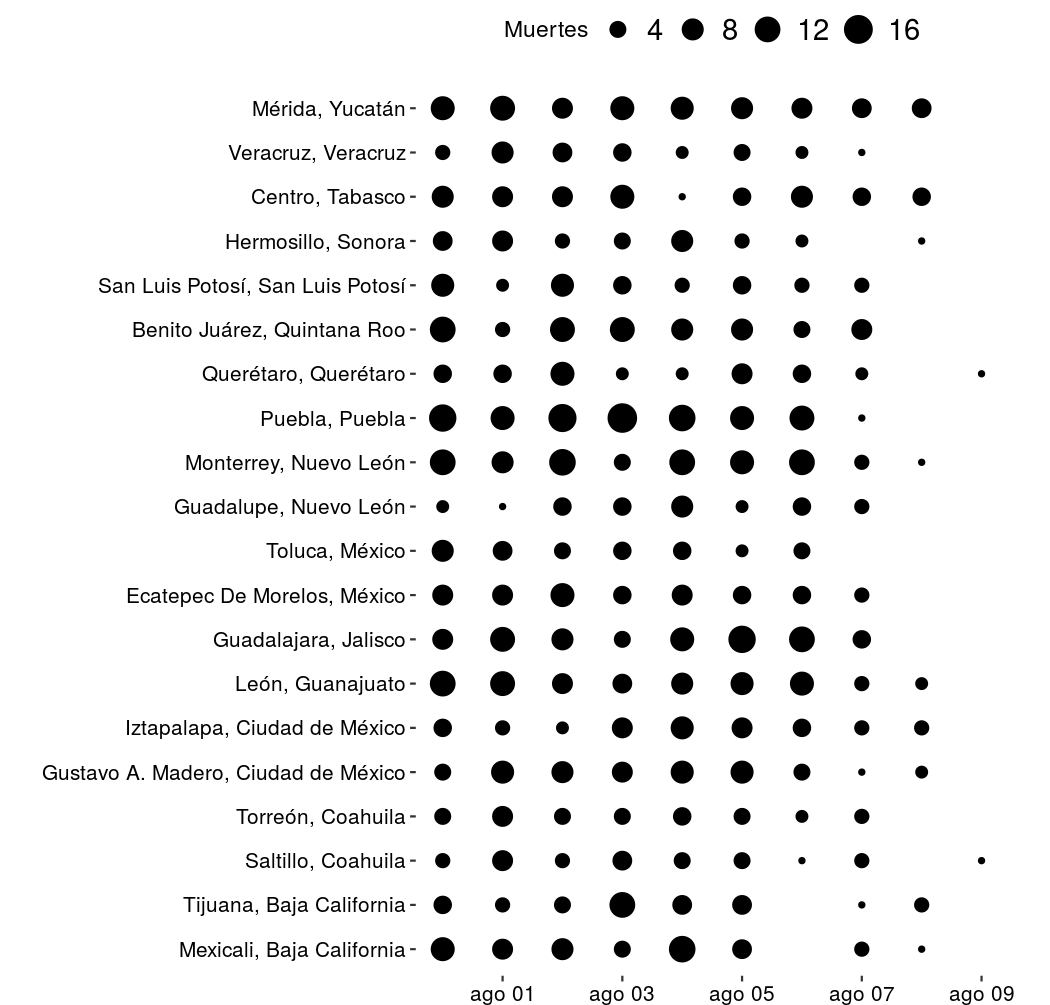 Muertes 4 8 12 16
Mérida, Yucatán
Veracruz, Veracruz
Centro, Tabasco
Hermosillo, Sonora
San Luis Potosí, San Luis Potosí
Benito Juárez, Quintana Roo
Querétaro, Querétaro
Puebla, Puebla
Monterrey, Nuevo León
Guadalupe, Nuevo León
Toluca, México
Ecatepec De Morelos, México
Guadalajara, Jalisco
León, Guanajuato
Iztapalapa, Ciudad de México
Gustavo A. Madero, Ciudad de México
Torreón, Coahuila
Saltillo, Coahuila
Tijuana, Baja California
Mexicali, Baja California
ago 01 ago 03 ago 05 ago 07 ago 09